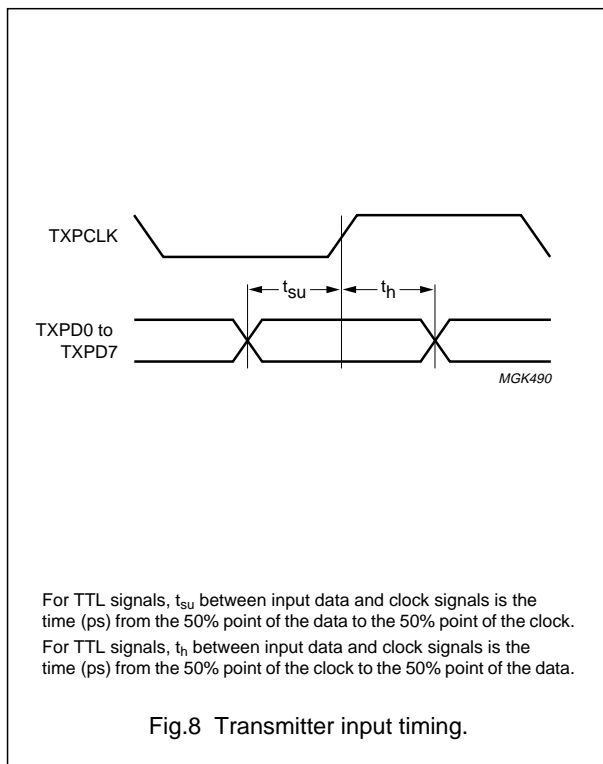 TXPCLK
tsu
th
TXPD0 to
TXPD7
MGK490
For TTL signals, tsu between input data and clock signals is the
time (ps) from the 50% point of the data to the 50% point of the clock.
For TTL signals, th between input data and clock signals is the
time (ps) from the 50% point of the clock to the 50% point of the data.
Fig.8 Transmitter input timing.